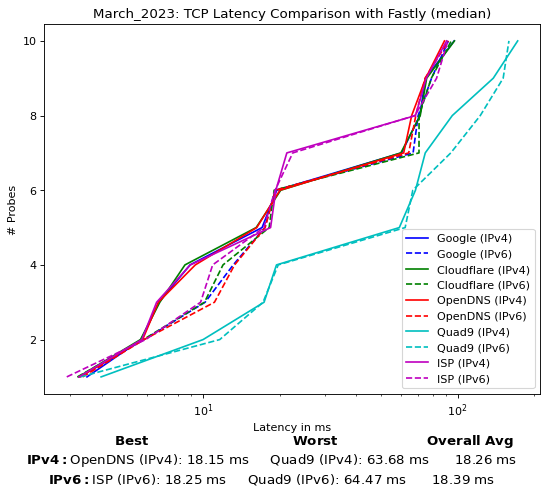 March_2023: TCP Latency Comparison with Fastly (median)
10
8
6
4
2
# Probes
10¹
10²
Latency in ms
Google (IPv4)
Google (IPv6)
Cloudflare (IPv4)
Cloudflare (IPv6)
OpenDNS (IPv4)
OpenDNS (IPv6)
Quad9 (IPv4)
Quad9 (IPv6)
ISP (IPv4)
ISP (IPv6)
Best Worst Overall Avg
IPv4: OpenDNS (IPv4): 18.15 ms Quad9 (IPv4): 63.68 ms 18.26 ms
IPv6: ISP (IPv6): 18.25 ms Quad9 (IPv6): 64.47 ms 18.39 ms